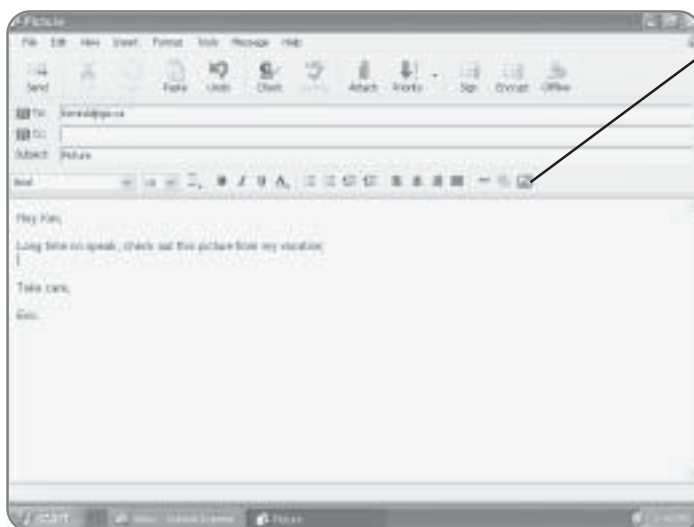 Picture
File Edit View Insert Format Tools Message Help
Send Paste Undo Check Attach Priority Sign Encrypt Offline
To:
Subject: Picture
Arial
Hey Ken,
Long time no speak, check out this picture from my vacation:
Take care,
Eric.
start Picture